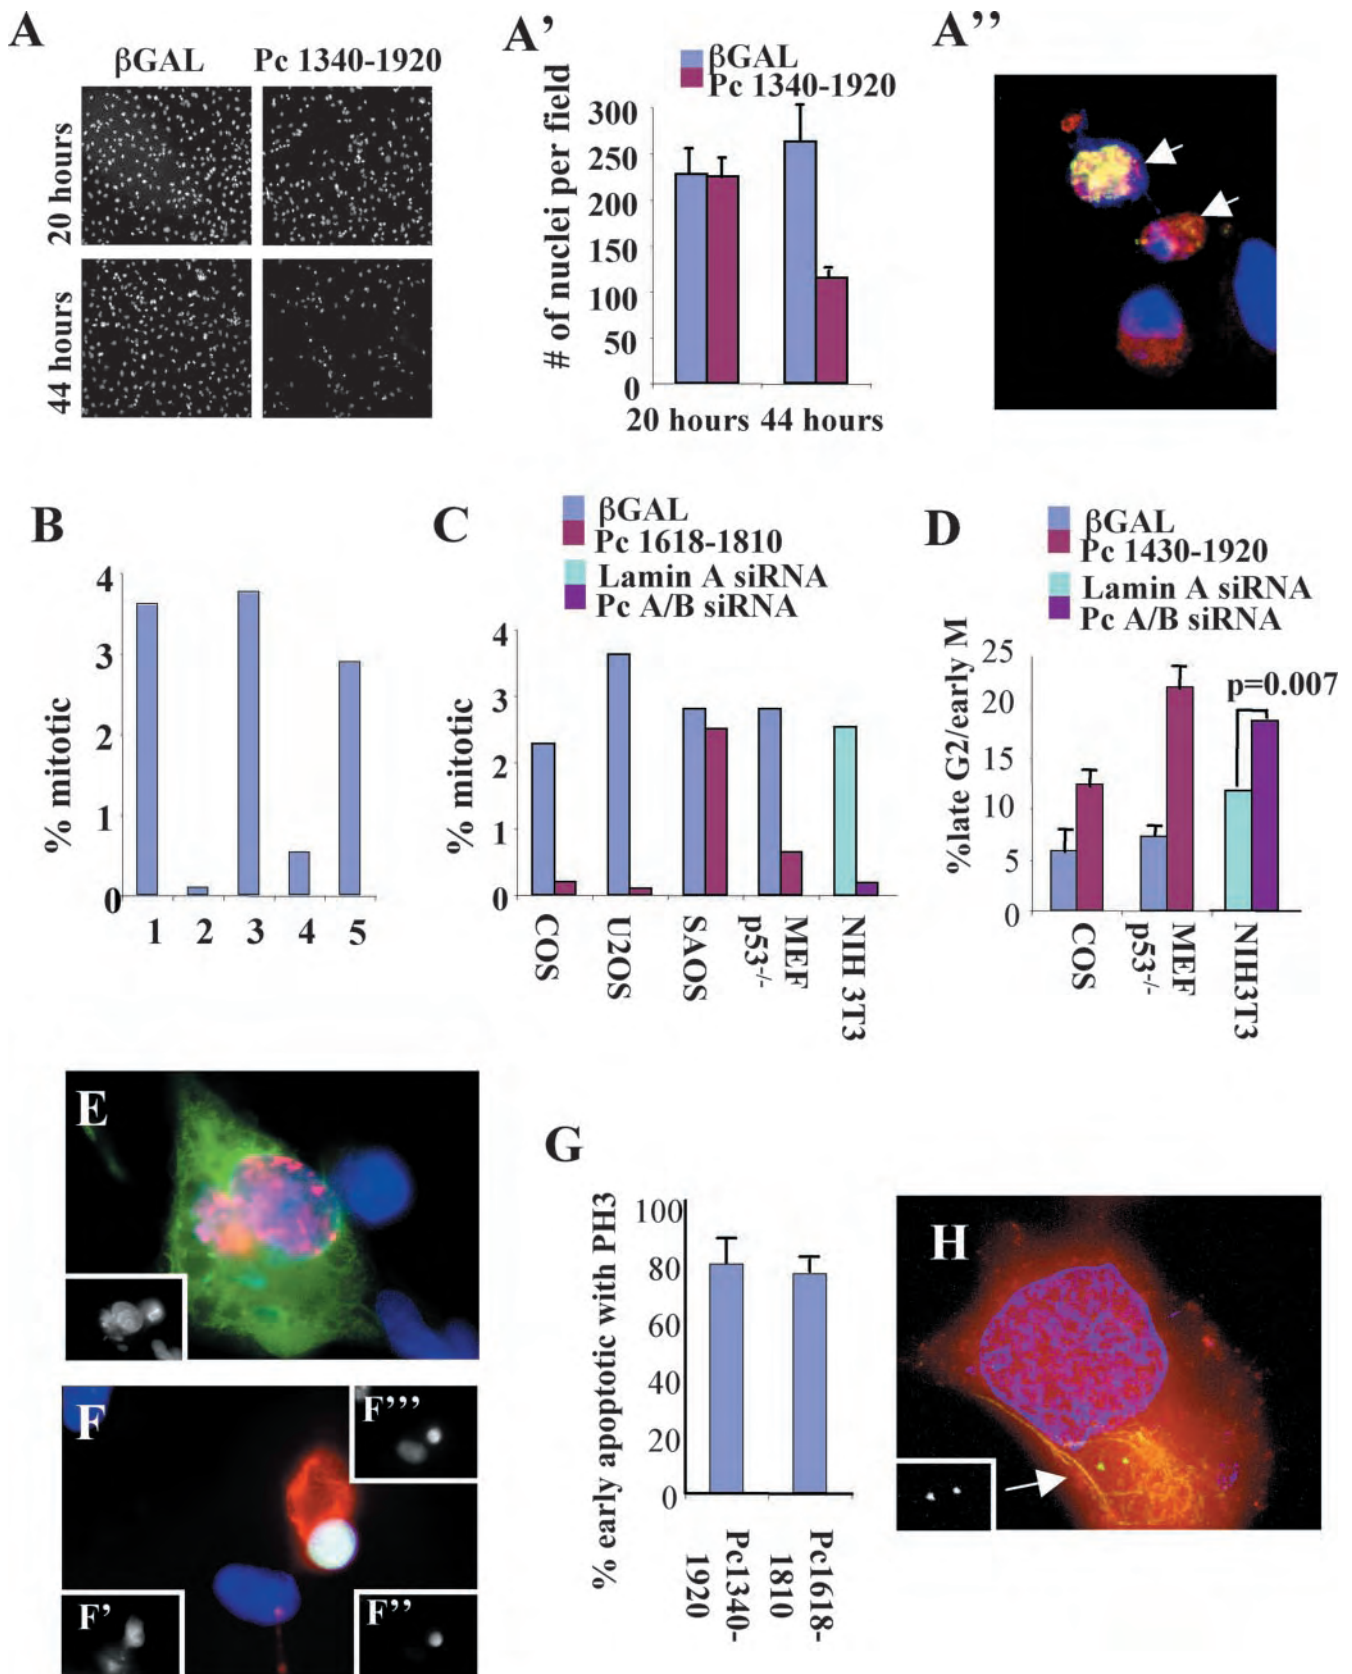 A
βGAL Pc 1340-1920
20 hours
44 hours
A'
βGAL
Pc 1340-1920
# of nuclei per field
300
250
200
150
100
50
0
20 hours 44 hours
A''
B
% mitotic
4
3
2
1
0
1 2 3 4 5
C
βGAL
Pc 1618-1810
Lamin A siRNA
Pc A/B siRNA
% mitotic
4
3
2
1
0
COS
U2OS
SAOS
p53-/-
MEF
NIH 3T3
D
βGAL
Pc 1430-1920
Lamin A siRNA
Pc A/B siRNA
%late G2/early M
25
20
15
10
5
0
p=0.007
COS
p53-/-
MEF
NIH3T3
E
F
F'''
F'
F''
G
% early apoptotic with PH3
100
80
60
40
20
0
Pc1340-
1920
Pc1618-
1810
H